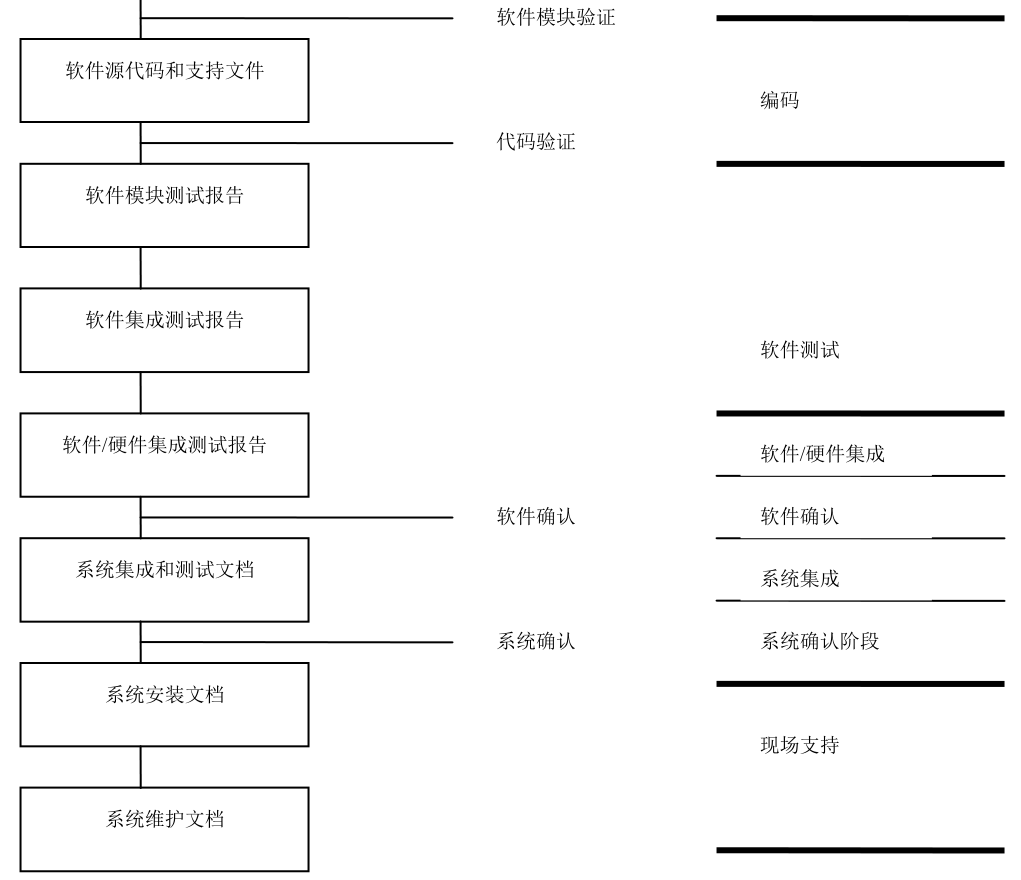 软件模块验证
软件源代码和支持文件
编码
代码验证
软件模块测试报告
软件集成测试报告
软件测试
软件/硬件集成测试报告
软件/硬件集成
软件确认
软件确认
系统集成和测试文档
系统集成
系统确认
系统确认阶段
系统安装文档
现场支持
系统维护文档